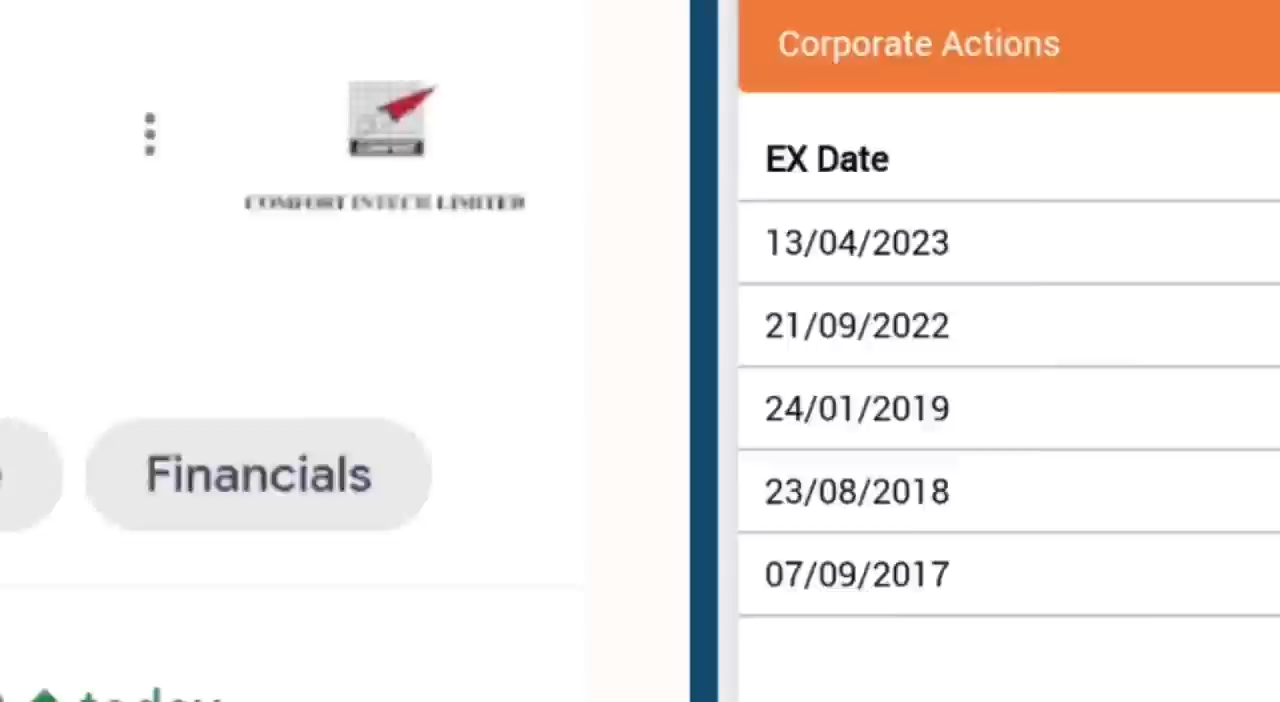 COMFORT INTECH LIMITED
Financials
today
Corporate Actions
EX Date
13/04/2023
21/09/2022
24/01/2019
23/08/2018
07/09/2017